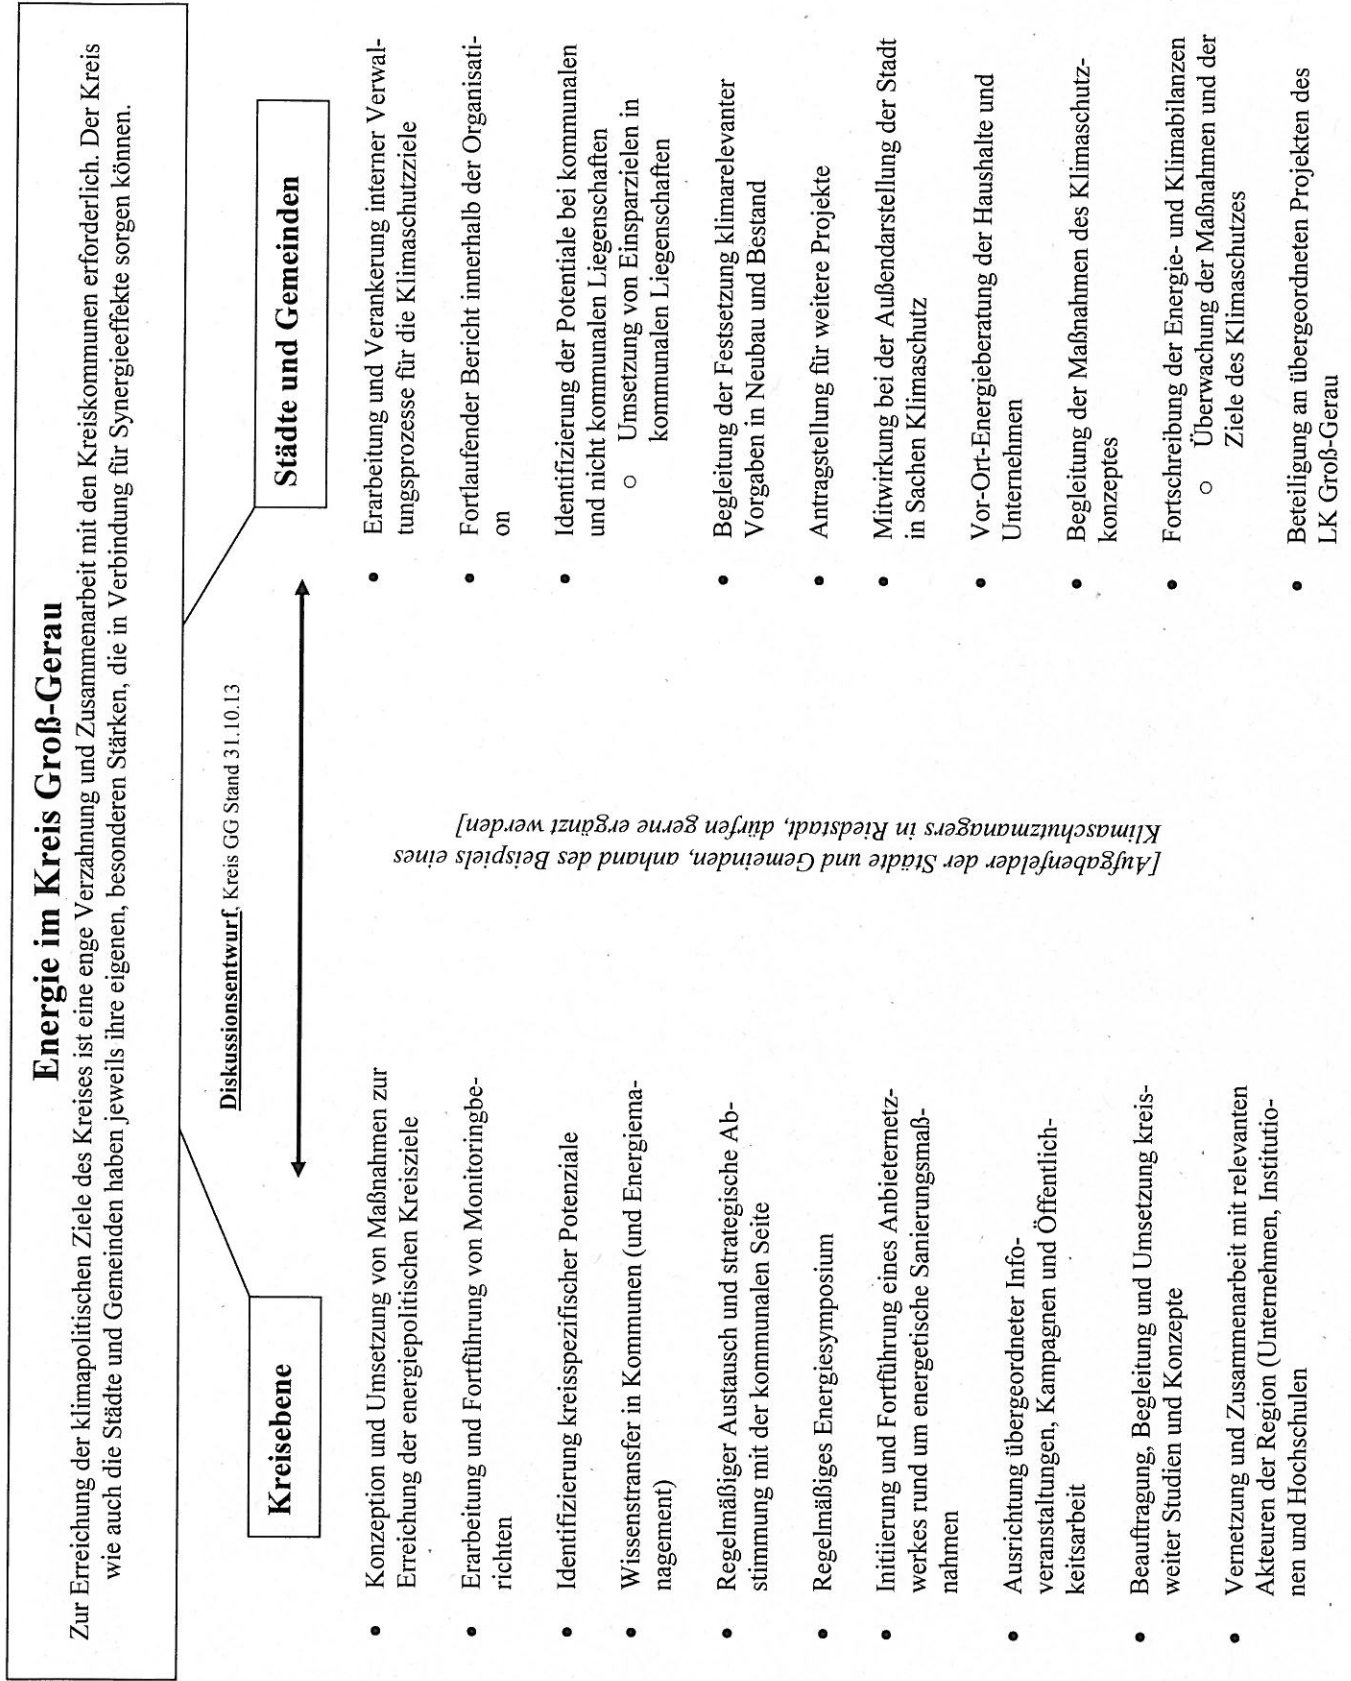 Energie im Kreis Groß-Gerau
Zur Erreichung der klimapolitischen Ziele des Kreises ist eine enge Verzahnung und Zusammenarbeit mit den Kreiskommunen erforderlich. Der Kreis
wie auch die Städte und Gemeinden haben jeweils ihre eigenen, besonderen Stärken, die in Verbindung für Synergieeffekte sorgen können.
Diskussionsentwurf, Kreis GG Stand 31.10.13
Kreisebene
• Konzeption und Umsetzung von Maßnahmen zur
Erreichung der energiepolitischen Kreisziele
• Erarbeitung und Fortführung von Monitoringbe-
richten
• Identifizierung kreisspezifischer Potenziale
• Wissenstransfer in Kommunen (und Energiema-
nagement)
• Regelmäßiger Austausch und strategische Ab-
stimmung mit der kommunalen Seite
• Regelmäßiges Energiesymposium
• Initiierung und Fortführung eines Anbieternetz-
werkes rund um energetische Sanierungsmaß-
nahmen
• Ausrichtung übergeordneter Info-
veranstaltungen, Kampagnen und Öffentlich-
keitsarbeit
• Beauftragung, Begleitung und Umsetzung kreis-
weiter Studien und Konzepte
• Vernetzung und Zusammenarbeit mit relevanten
Akteuren der Region (Unternehmen, Institutio-
nen und Hochschulen
[Aufgabenfelder der Städte und Gemeinden, anhand des Beispiels eines
Klimaschutzmanagers in Riedstadt, dürfen gerne ergänzt werden]
Städte und Gemeinden
• Erarbeitung und Verankerung interner Verwal-
tungsprozesse für die Klimaschutzziele
• Fortlaufender Bericht innerhalb der Organisati-
on
• Identifizierung der Potentiale bei kommunalen
und nicht kommunalen Liegenschaften
o Umsetzung von Einsparzielen in
kommunalen Liegenschaften
• Begleitung der Festsetzung klimarelevanter
Vorgaben in Neubau und Bestand
• Antragstellung für weitere Projekte
• Mitwirkung bei der Außendarstellung der Stadt
in Sachen Klimaschutz
• Vor-Ort-Energieberatung der Haushalte und
Unternehmen
• Begleitung der Maßnahmen des Klimaschutz-
konzeptes
• Fortschreibung der Energie- und Klimabilanzen
o Überwachung der Maßnahmen und der
Ziele des Klimaschutzes
• Beteiligung an übergeordneten Projekten des
LK Groß-Gerau